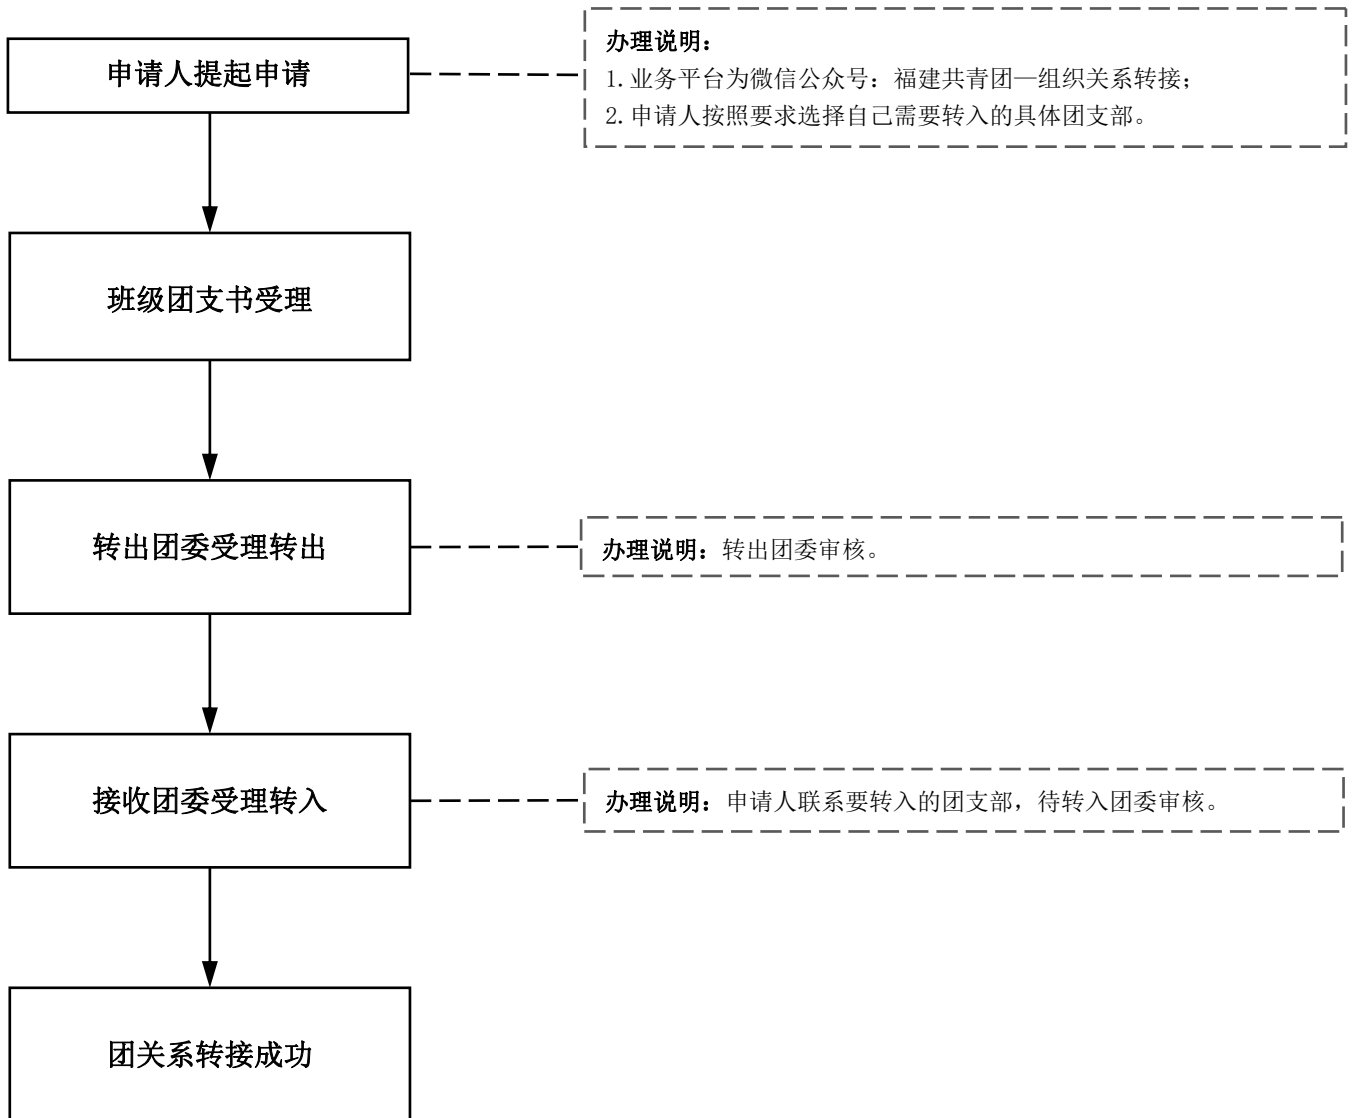 申请人提起申请
办理说明：
1.业务平台为微信公众号：福建共青团—组织关系转接；
2.申请人按照要求选择自己需要转入的具体团支部。
班级团支书受理
转出团委受理转出
办理说明：转出团委审核。
接收团委受理转入
办理说明：申请人联系要转入的团支部，待转入团委审核。
团关系转接成功